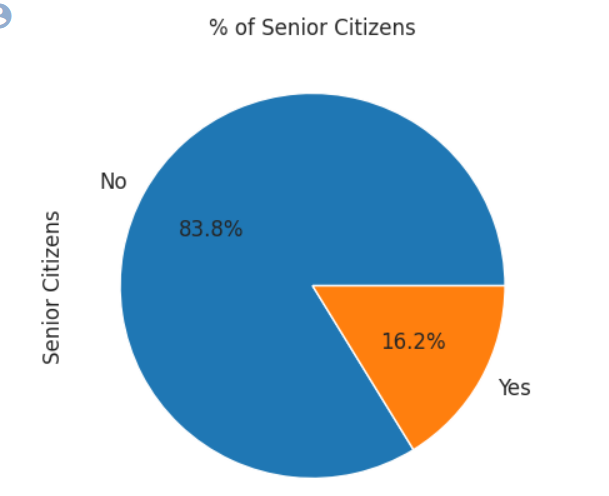 % of Senior Citizens
No
83.8%
Senior Citizens
16.2%
Yes